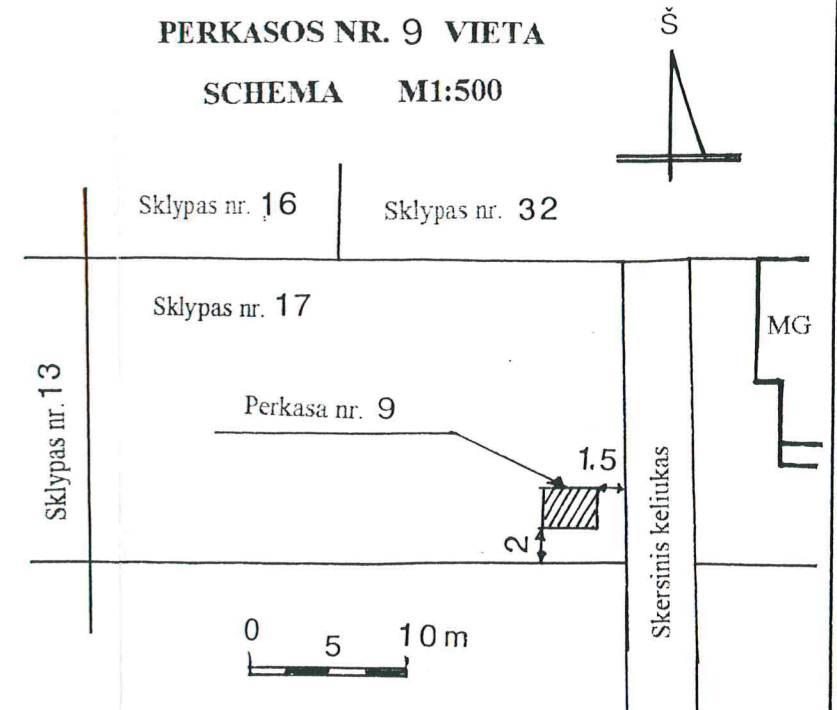 PERKASOS NR. 9 VIETA
Š
SCHEMA M1:500
Sklypas nr. 16
Sklypas nr. 32
Sklypas nr. 17
MG
Sklypas nr. 13
Perkasa nr. 9
1.5
2
Skersinis keliukas
0 5 10 m